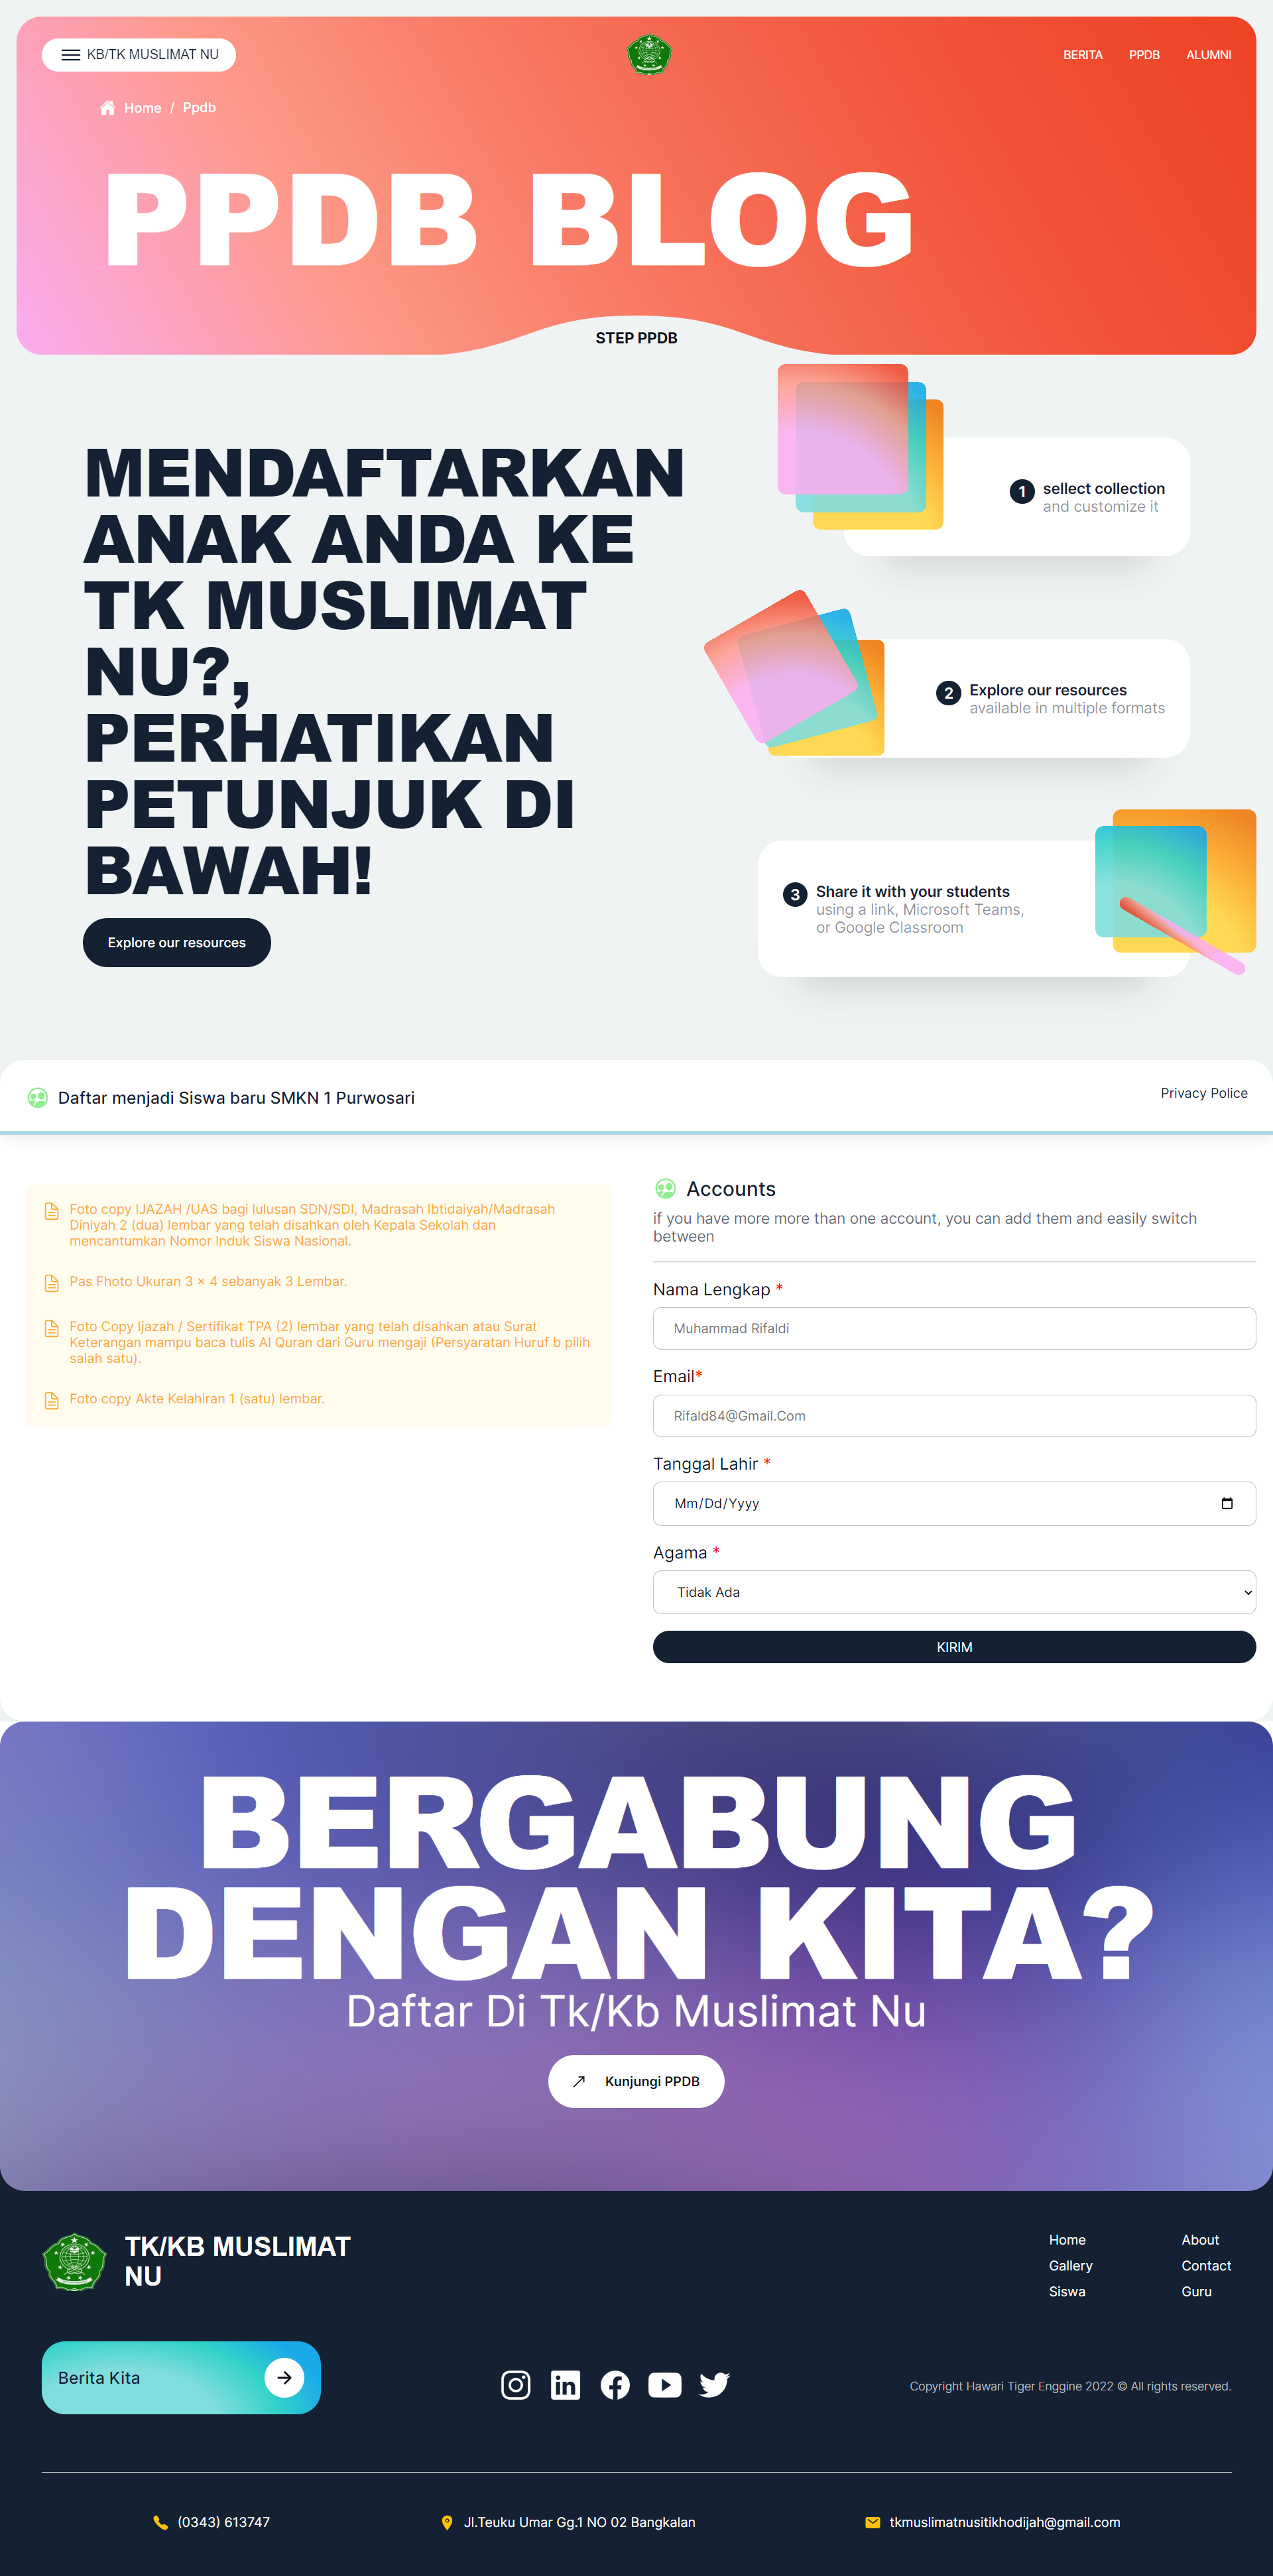 KB/TK MUSLIMAT NU
BERITA
PPDB
ALUMNI
Home / Ppdb
PPDB BLOG
STEP PPDB
MENDAFTARKAN
ANAK ANDA KE
TK MUSLIMAT
NU?,
PERHATIKAN
PETUNJUK DI
BAWAH!
Explore our resources
1 sellect collection
and customize it
2 Explore our resources
available in multiple formats
3 Share it with your students
using a link, Microsoft Teams,
or Google Classroom
Daftar menjadi Siswa baru SMKN 1 Purwosari
Privacy Police
Foto copy IJAZAH /UAS bagi lulusan SDN/SDI, Madrasah Ibtidaiyah/Madrasah
Diniyah 2 (dua) lembar yang telah disahkan oleh Kepala Sekolah dan
mencantumkan Nomor Induk Siswa Nasional.
Pas Fhoto Ukuran 3 × 4 sebanyak 3 Lembar.
Foto Copy Ijazah / Sertifikat TPA (2) lembar yang telah disahkan atau Surat
Keterangan mampu baca tulis Al Quran dari Guru mengaji (Persyaratan Huruf b pilih
salah satu).
Foto copy Akte Kelahiran 1 (satu) lembar.
Accounts
if you have more more than one account, you can add them and easily switch
between
Nama Lengkap *
Muhammad Rifaldi
Email*
Rifald84@Gmail.Com
Tanggal Lahir *
Mm/Dd/Yyyy
Agama *
Tidak Ada
KIRIM
BERGABUNG
DENGAN KITA?
Daftar Di Tk/Kb Muslimat Nu
Kunjungi PPDB
TK/KB MUSLIMAT
NU
Home
About
Gallery
Contact
Siswa
Guru
Berita Kita
Copyright Hawari Tiger Enggine 2022 © All rights reserved.
(0343) 613747
Jl.Teuku Umar Gg.1 NO 02 Bangkalan
tkmuslimatnusitikhodijah@gmail.com